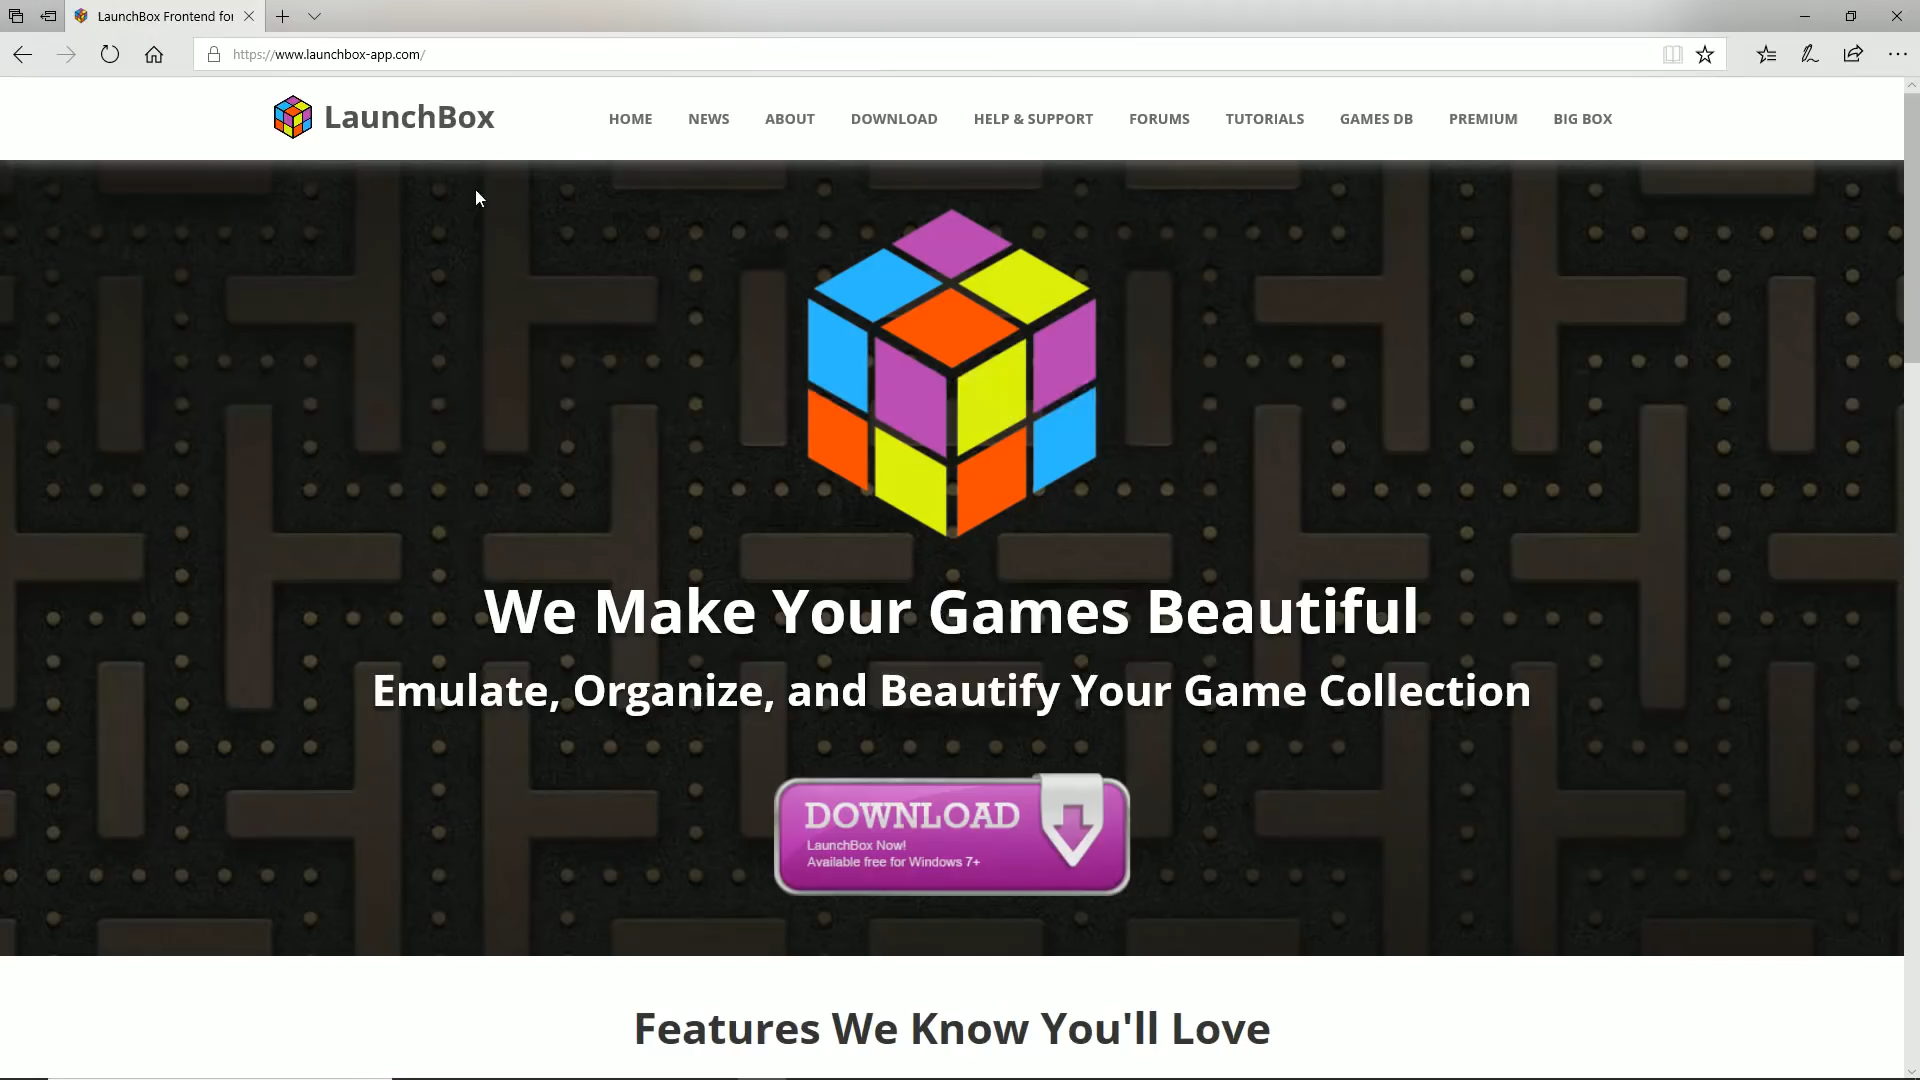 LaunchBox Frontend for
https://www.launchbox-app.com/
LaunchBox
HOME NEWS ABOUT DOWNLOAD HELP & SUPPORT FORUMS TUTORIALS GAMES DB PREMIUM BIG BOX
We Make Your Games Beautiful
Emulate, Organize, and Beautify Your Game Collection
DOWNLOAD
LaunchBox Now!
Available free for Windows 7+
Features We Know You'll Love